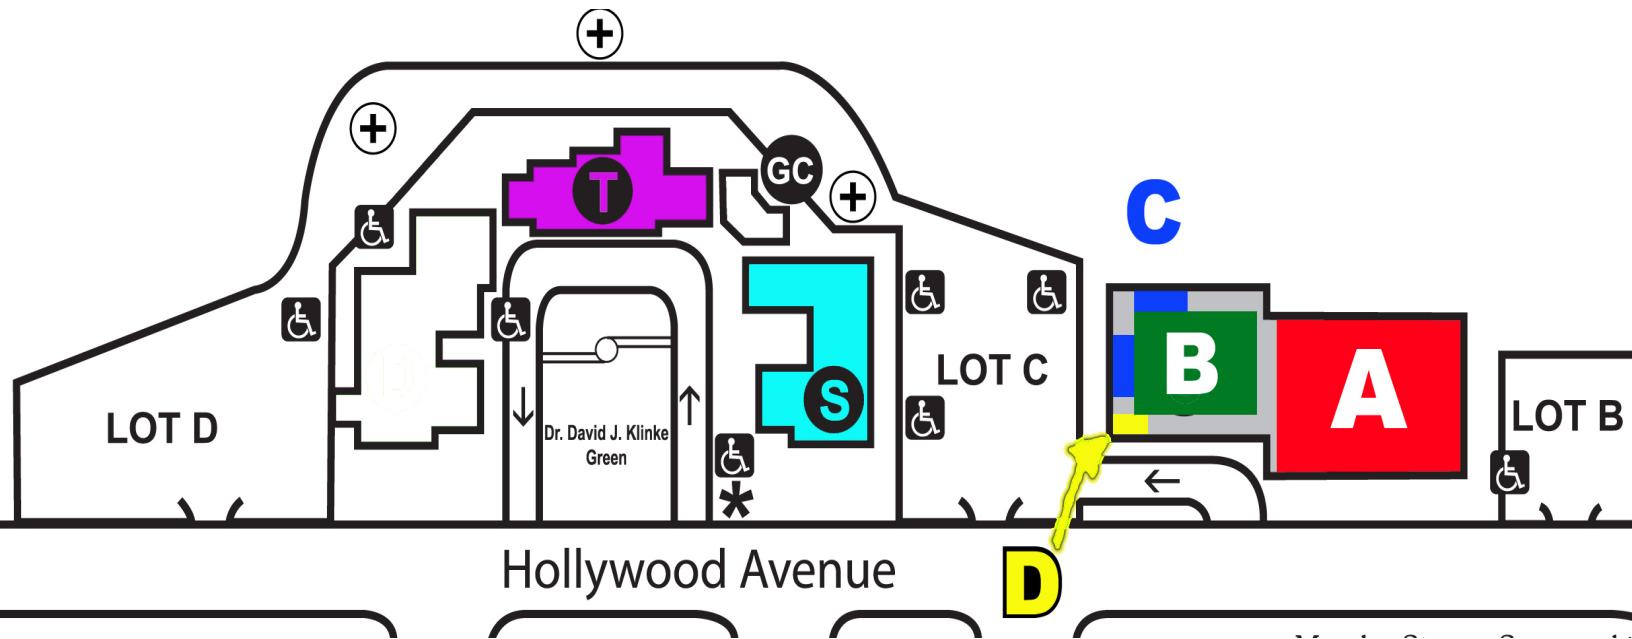 T
GC
C
B
A
LOT C
S
LOT D
LOT B
Dr. David J. Klinke
Green
*
Hollywood Avenue
D